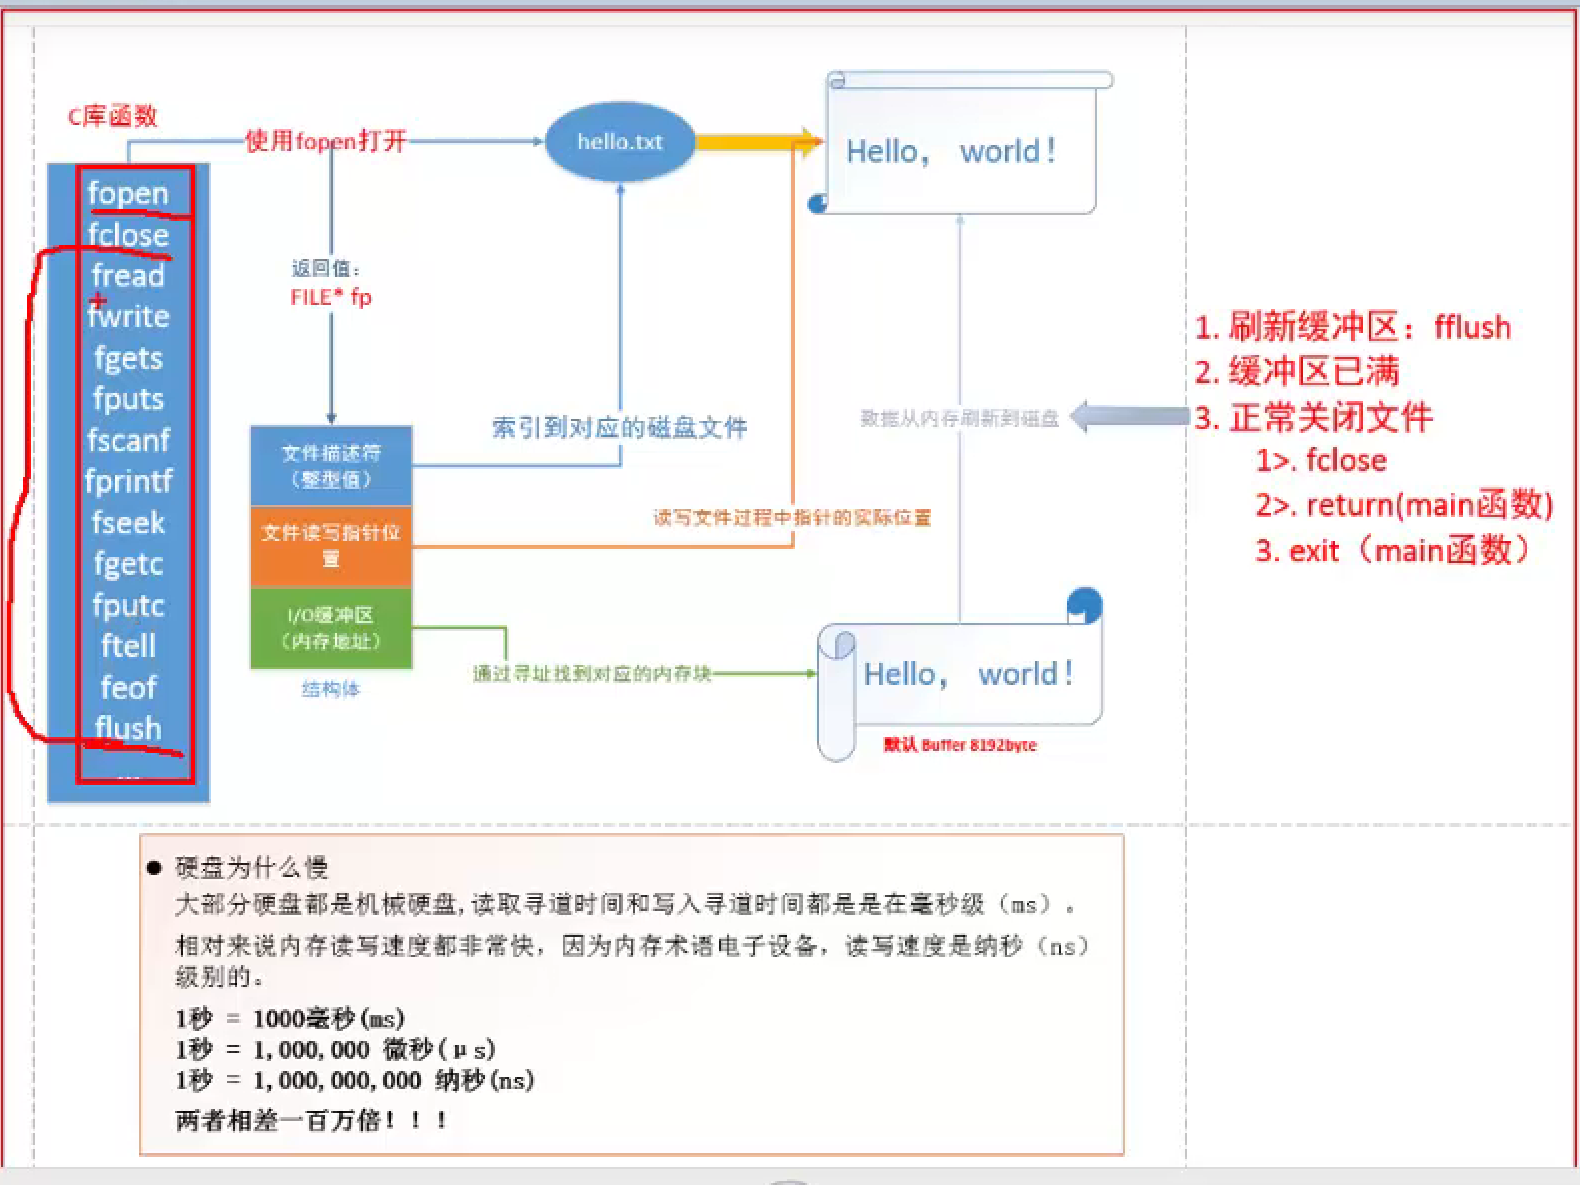 C库函数
使用fopen打开
hello.txt
Hello， world！
fopen
fclose
fread
fwrite
fgets
fputs
fscanf
fprintf
fseek
fgetc
fputc
ftell
feof
flush
...
返回值：
FILE* fp
文件描述符
（整型值）
文件读写指针位
置
I/O缓冲区
（内存地址）
结构体
索引到对应的磁盘文件
读写文件过程中指针的实际位置
通过寻址找到对应的内存块
数据从内存刷新到磁盘
Hello， world！
默认 Buffer 8192byte
1. 刷新缓冲区：fflush
2. 缓冲区已满
3. 正常关闭文件
1>. fclose
2>. return(main函数)
3. exit（main函数）
● 硬盘为什么慢
大部分硬盘都是机械硬盘,读取寻道时间和写入寻道时间都是是在毫秒级（ms）。
相对来说内存读写速度都非常快，因为内存术语电子设备，读写速度是纳秒（ns）
级别的。
1秒 = 1000毫秒(ms)
1秒 = 1,000,000 微秒(μs)
1秒 = 1,000,000,000 纳秒(ns)
两者相差一百万倍！！！